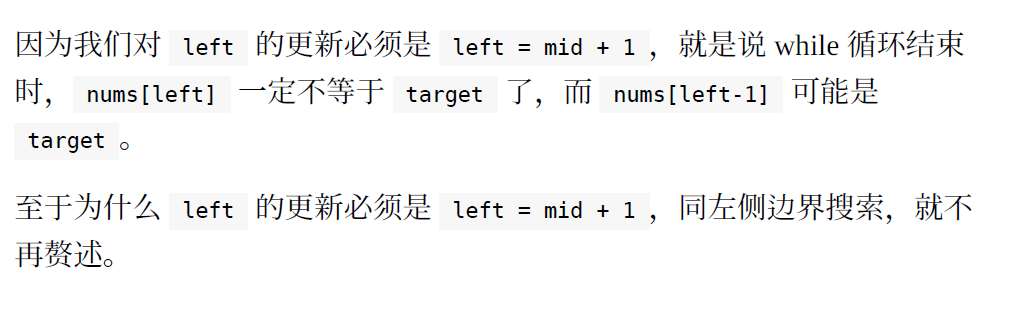 因为我们对 left 的更新必须是 left = mid + 1，就是说 while 循环结束
时，nums[left] 一定不等于 target 了，而 nums[left-1] 可能是
target。
至于为什么 left 的更新必须是 left = mid + 1，同左侧边界搜索，就不
再赘述。